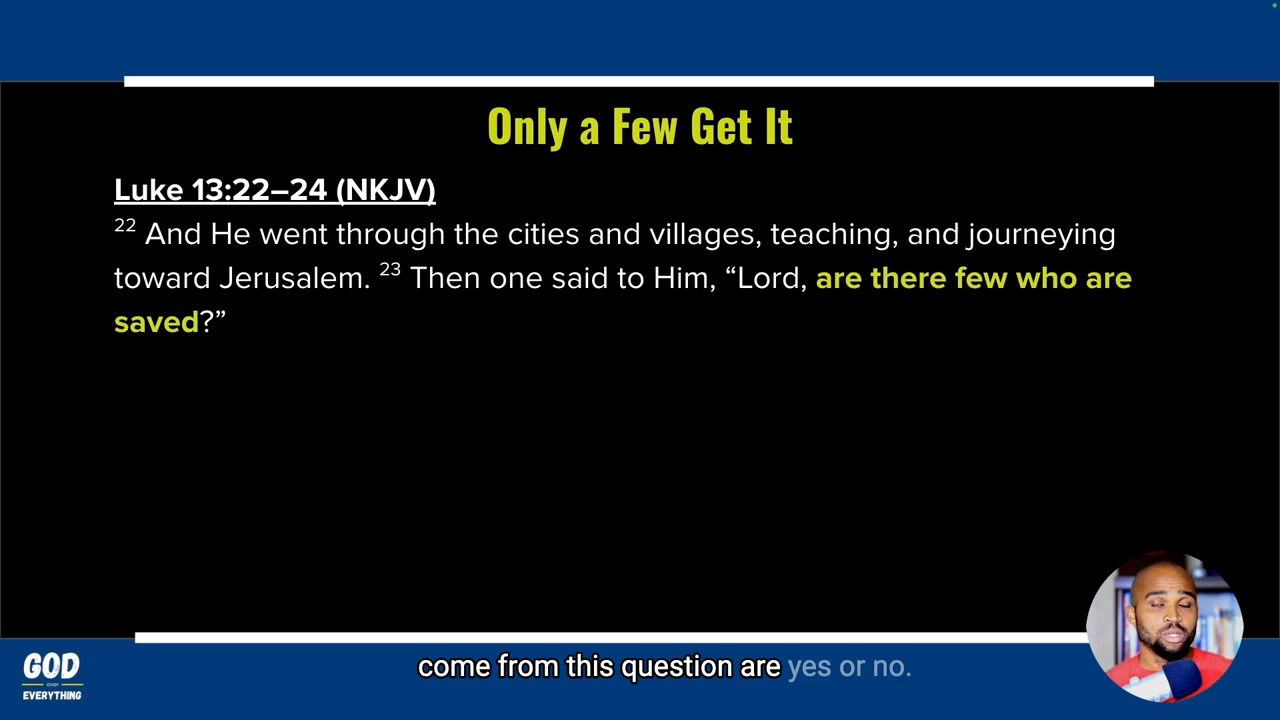 Only a Few Get It
Luke 13:22–24 (NKJV)
22 And He went through the cities and villages, teaching, and journeying
toward Jerusalem. 23 Then one said to Him, “Lord, are there few who are
saved?”
GOD
over
EVERYTHING
come from this question are yes or no.